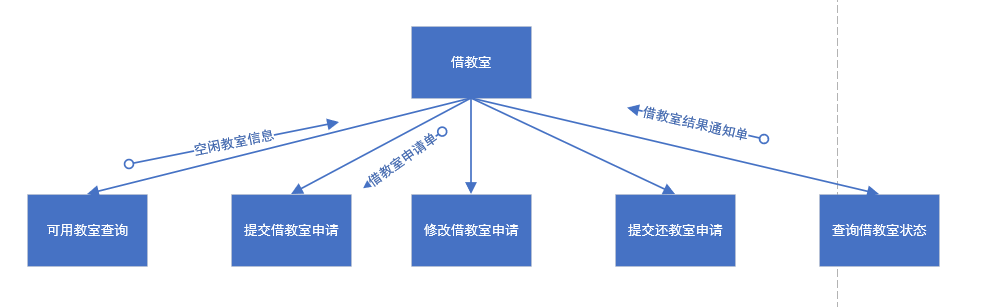 借教室
借教室结果通知单
空闲教室信息
借教室申请单
可用教室查询
提交借教室申请
修改借教室申请
提交还教室申请
查询借教室状态